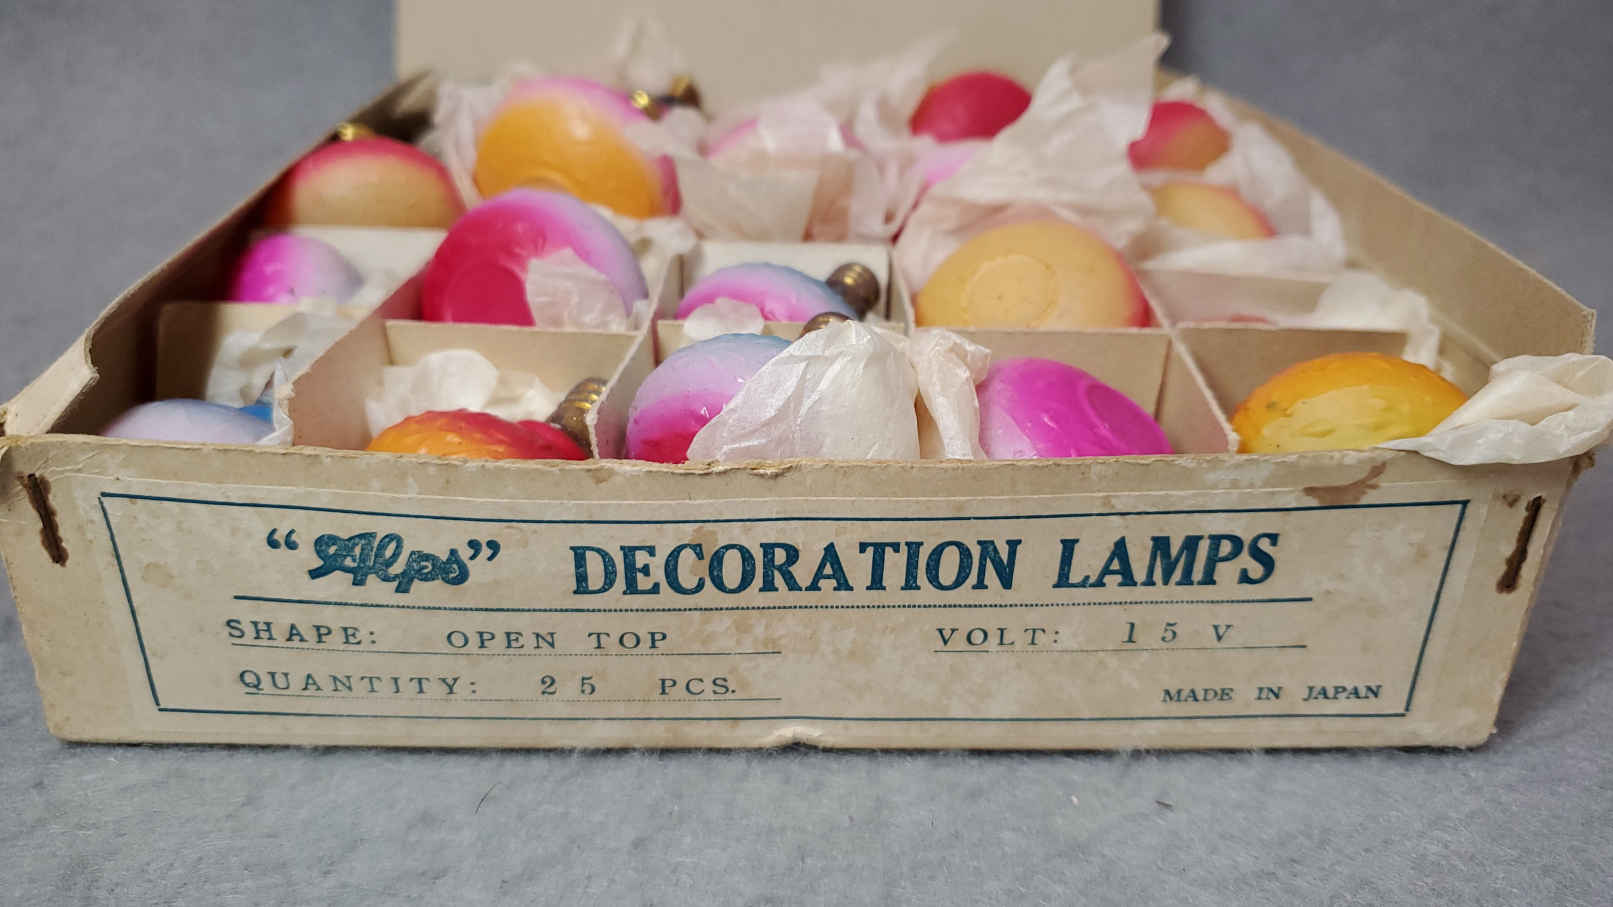 “Alps” DECORATION LAMPS
SHAPE: OPEN TOP VOLT: 15 V
QUANTITY: 25 PCS.
MADE IN JAPAN